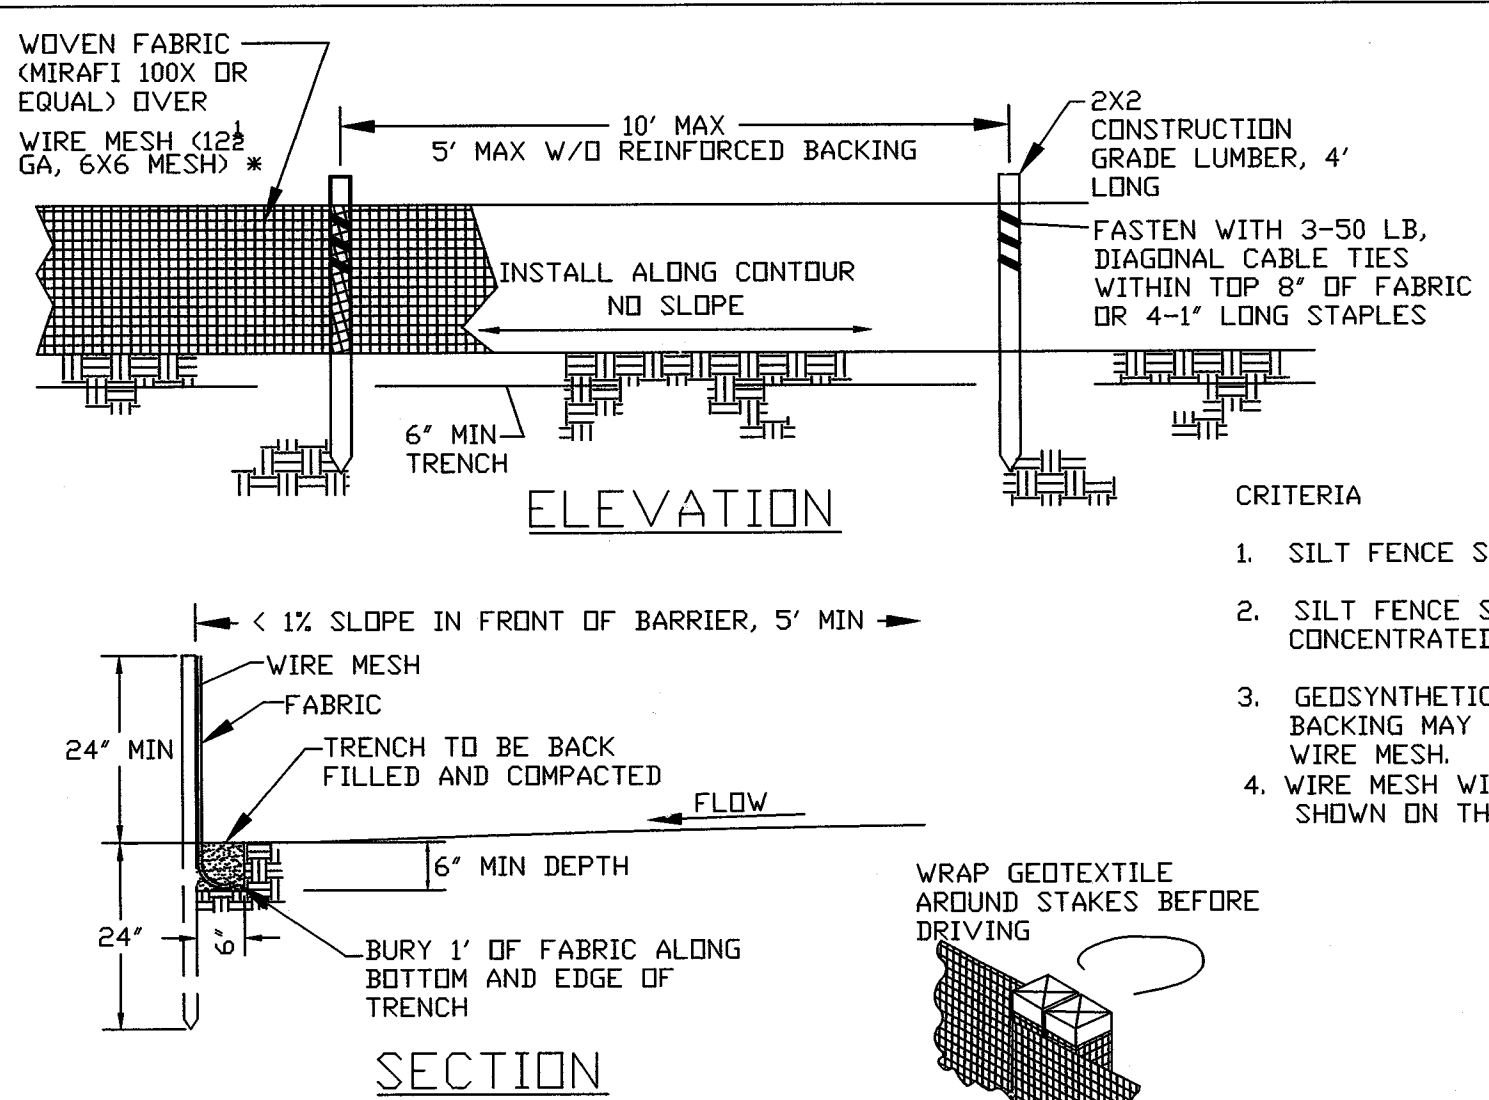 WOVEN FABRIC
(MIRAFI 100X OR
EQUAL) OVER
WIRE MESH (12½
GA, 6X6 MESH) *
10' MAX
5' MAX W/O REINFORCED BACKING
2X2
CONSTRUCTION
GRADE LUMBER, 4'
LONG
FASTEN WITH 3-50 LB,
DIAGONAL CABLE TIES
WITHIN TOP 8" OF FABRIC
OR 4-1" LONG STAPLES
INSTALL ALONG CONTOUR
NO SLOPE
6" MIN
TRENCH
ELEVATION
CRITERIA
1. SILT FENCE S
2. SILT FENCE S
CONCENTRATED
3. GEOSYNTHETIC
BACKING MAY
WIRE MESH.
4. WIRE MESH WI
SHOWN ON TH
< 1% SLOPE IN FRONT OF BARRIER, 5' MIN
WIRE MESH
FABRIC
24" MIN
TRENCH TO BE BACK
FILLED AND COMPACTED
FLOW
6" MIN DEPTH
24"
6"
BURY 1' OF FABRIC ALONG
BOTTOM AND EDGE OF
TRENCH
SECTION
WRAP GEOTEXTILE
AROUND STAKES BEFORE
DRIVING